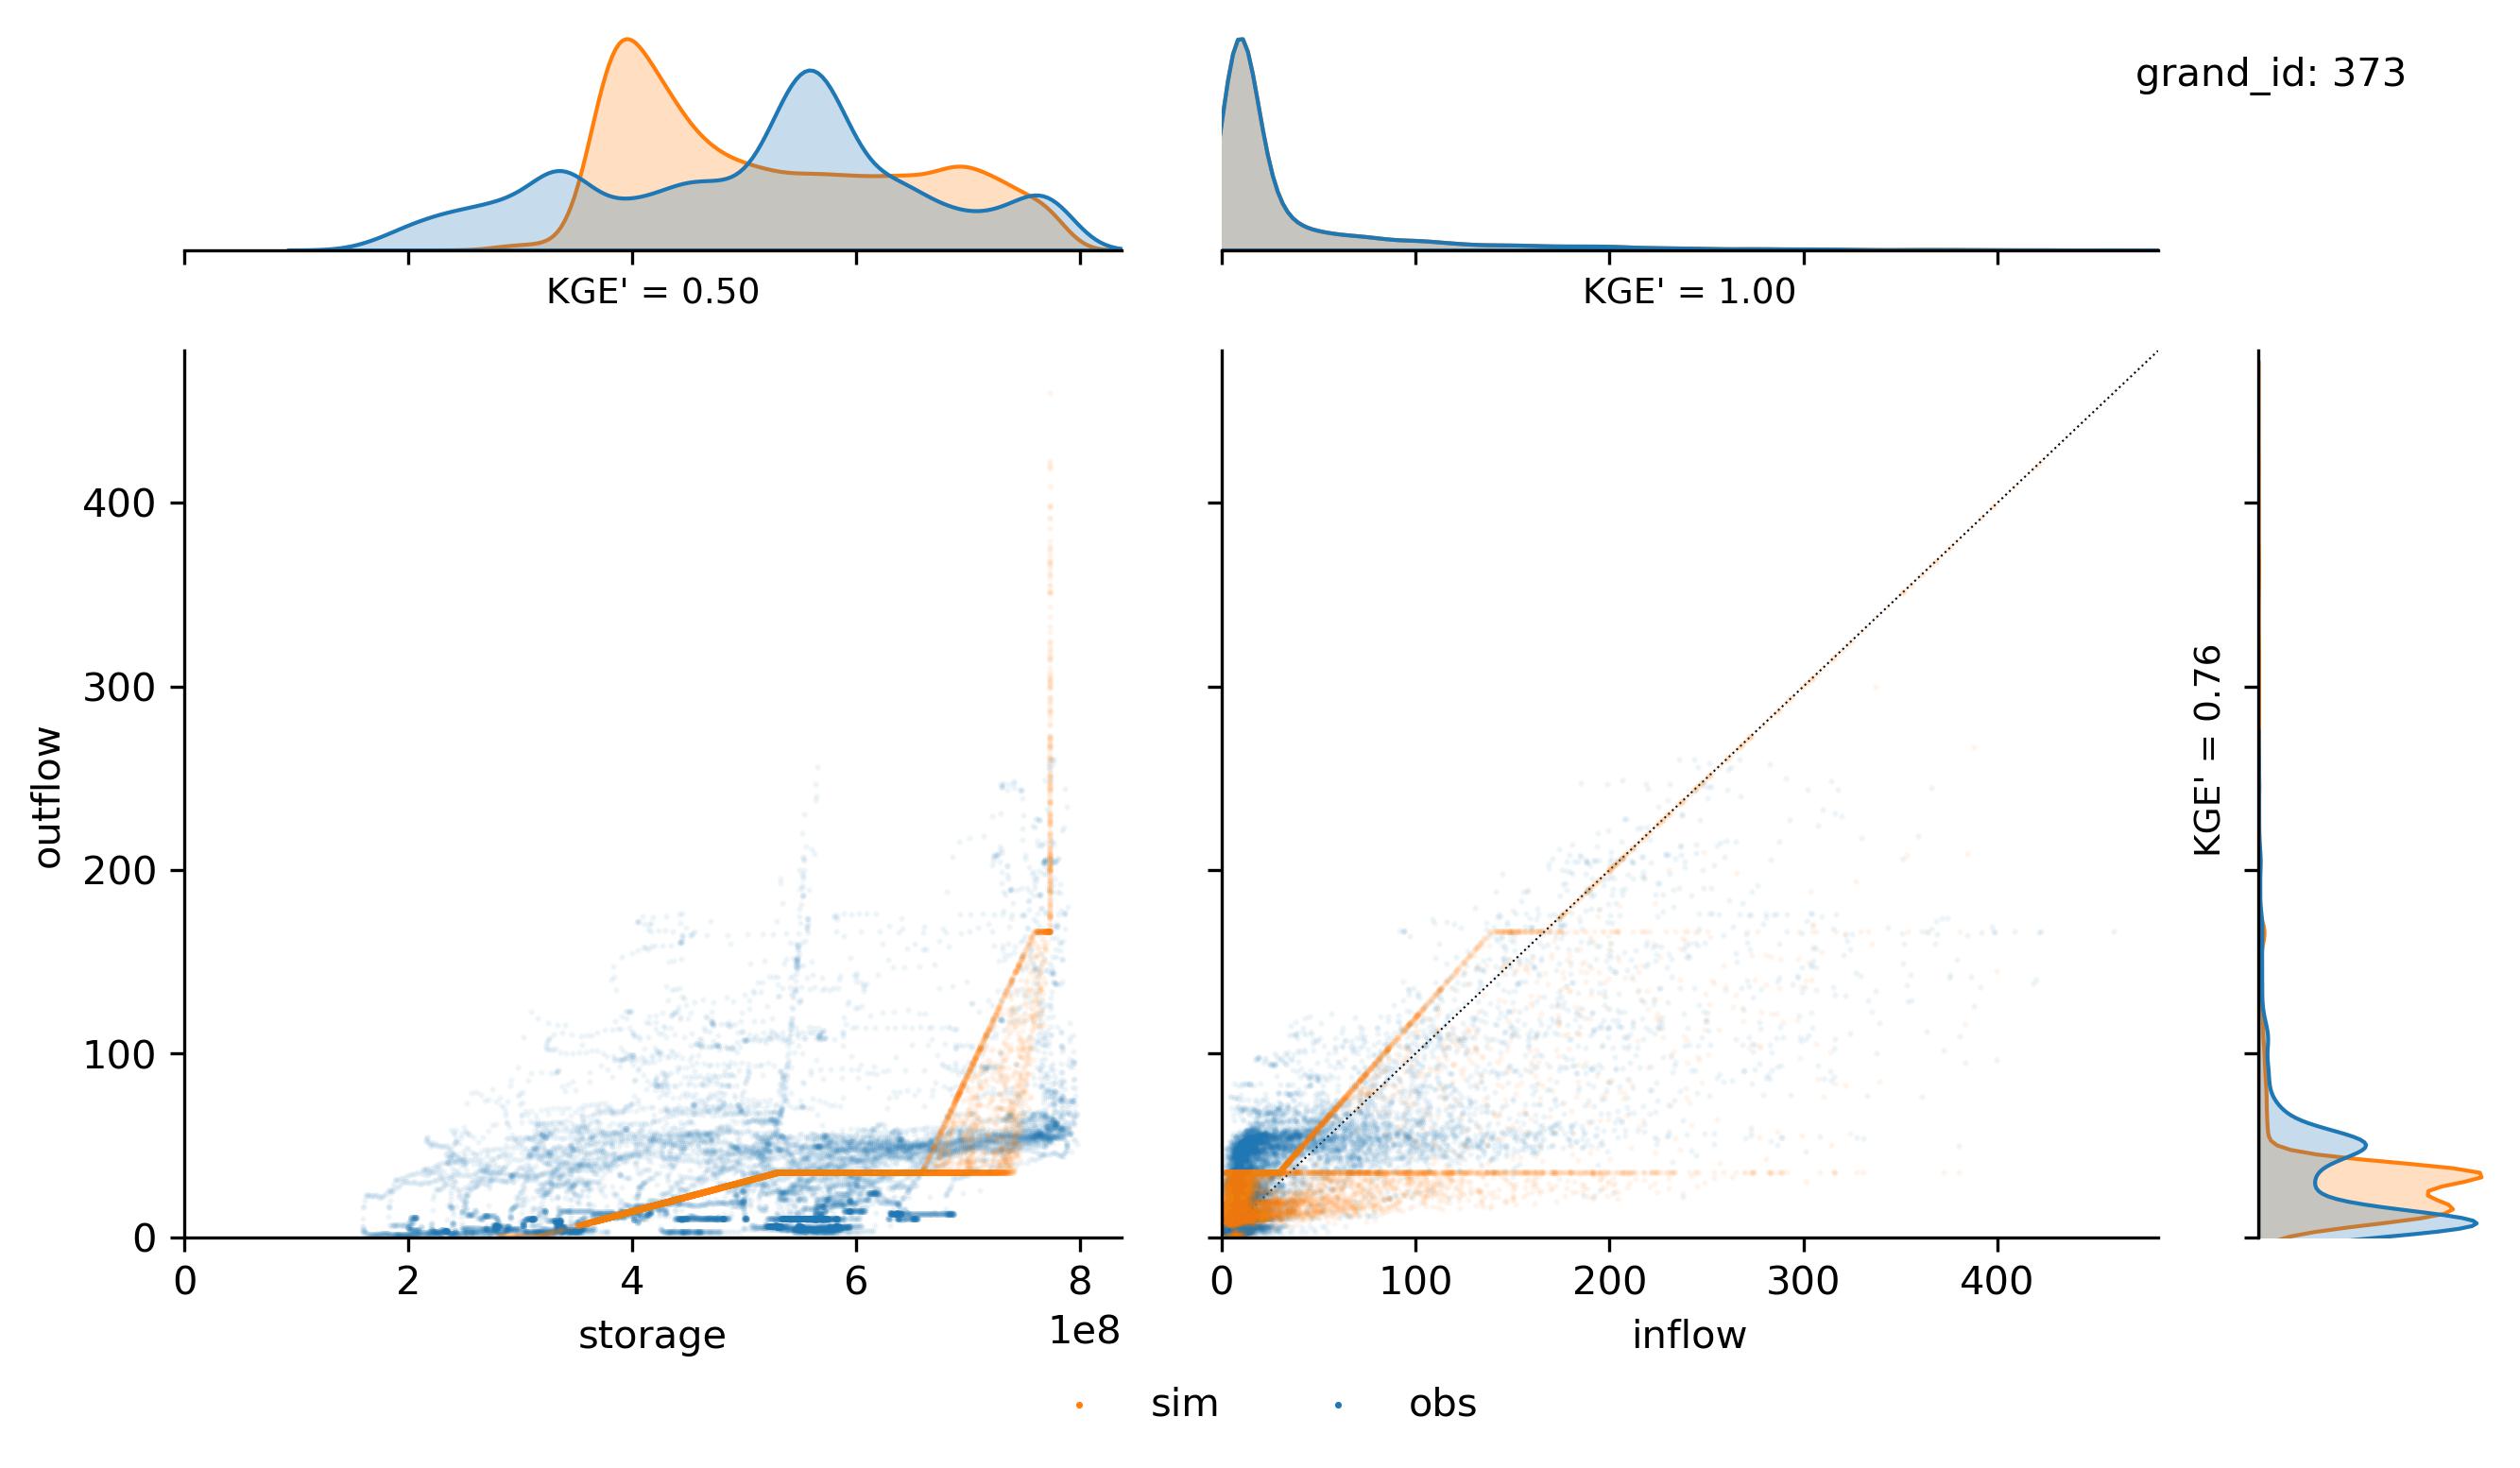 grand_id: 373
KGE' = 0.50
KGE' = 1.00
outflow
400
300
200
100
0
KGE' = 0.76
0 2 4 6 8
1e8
storage
0 100 200 300 400
inflow
sim obs